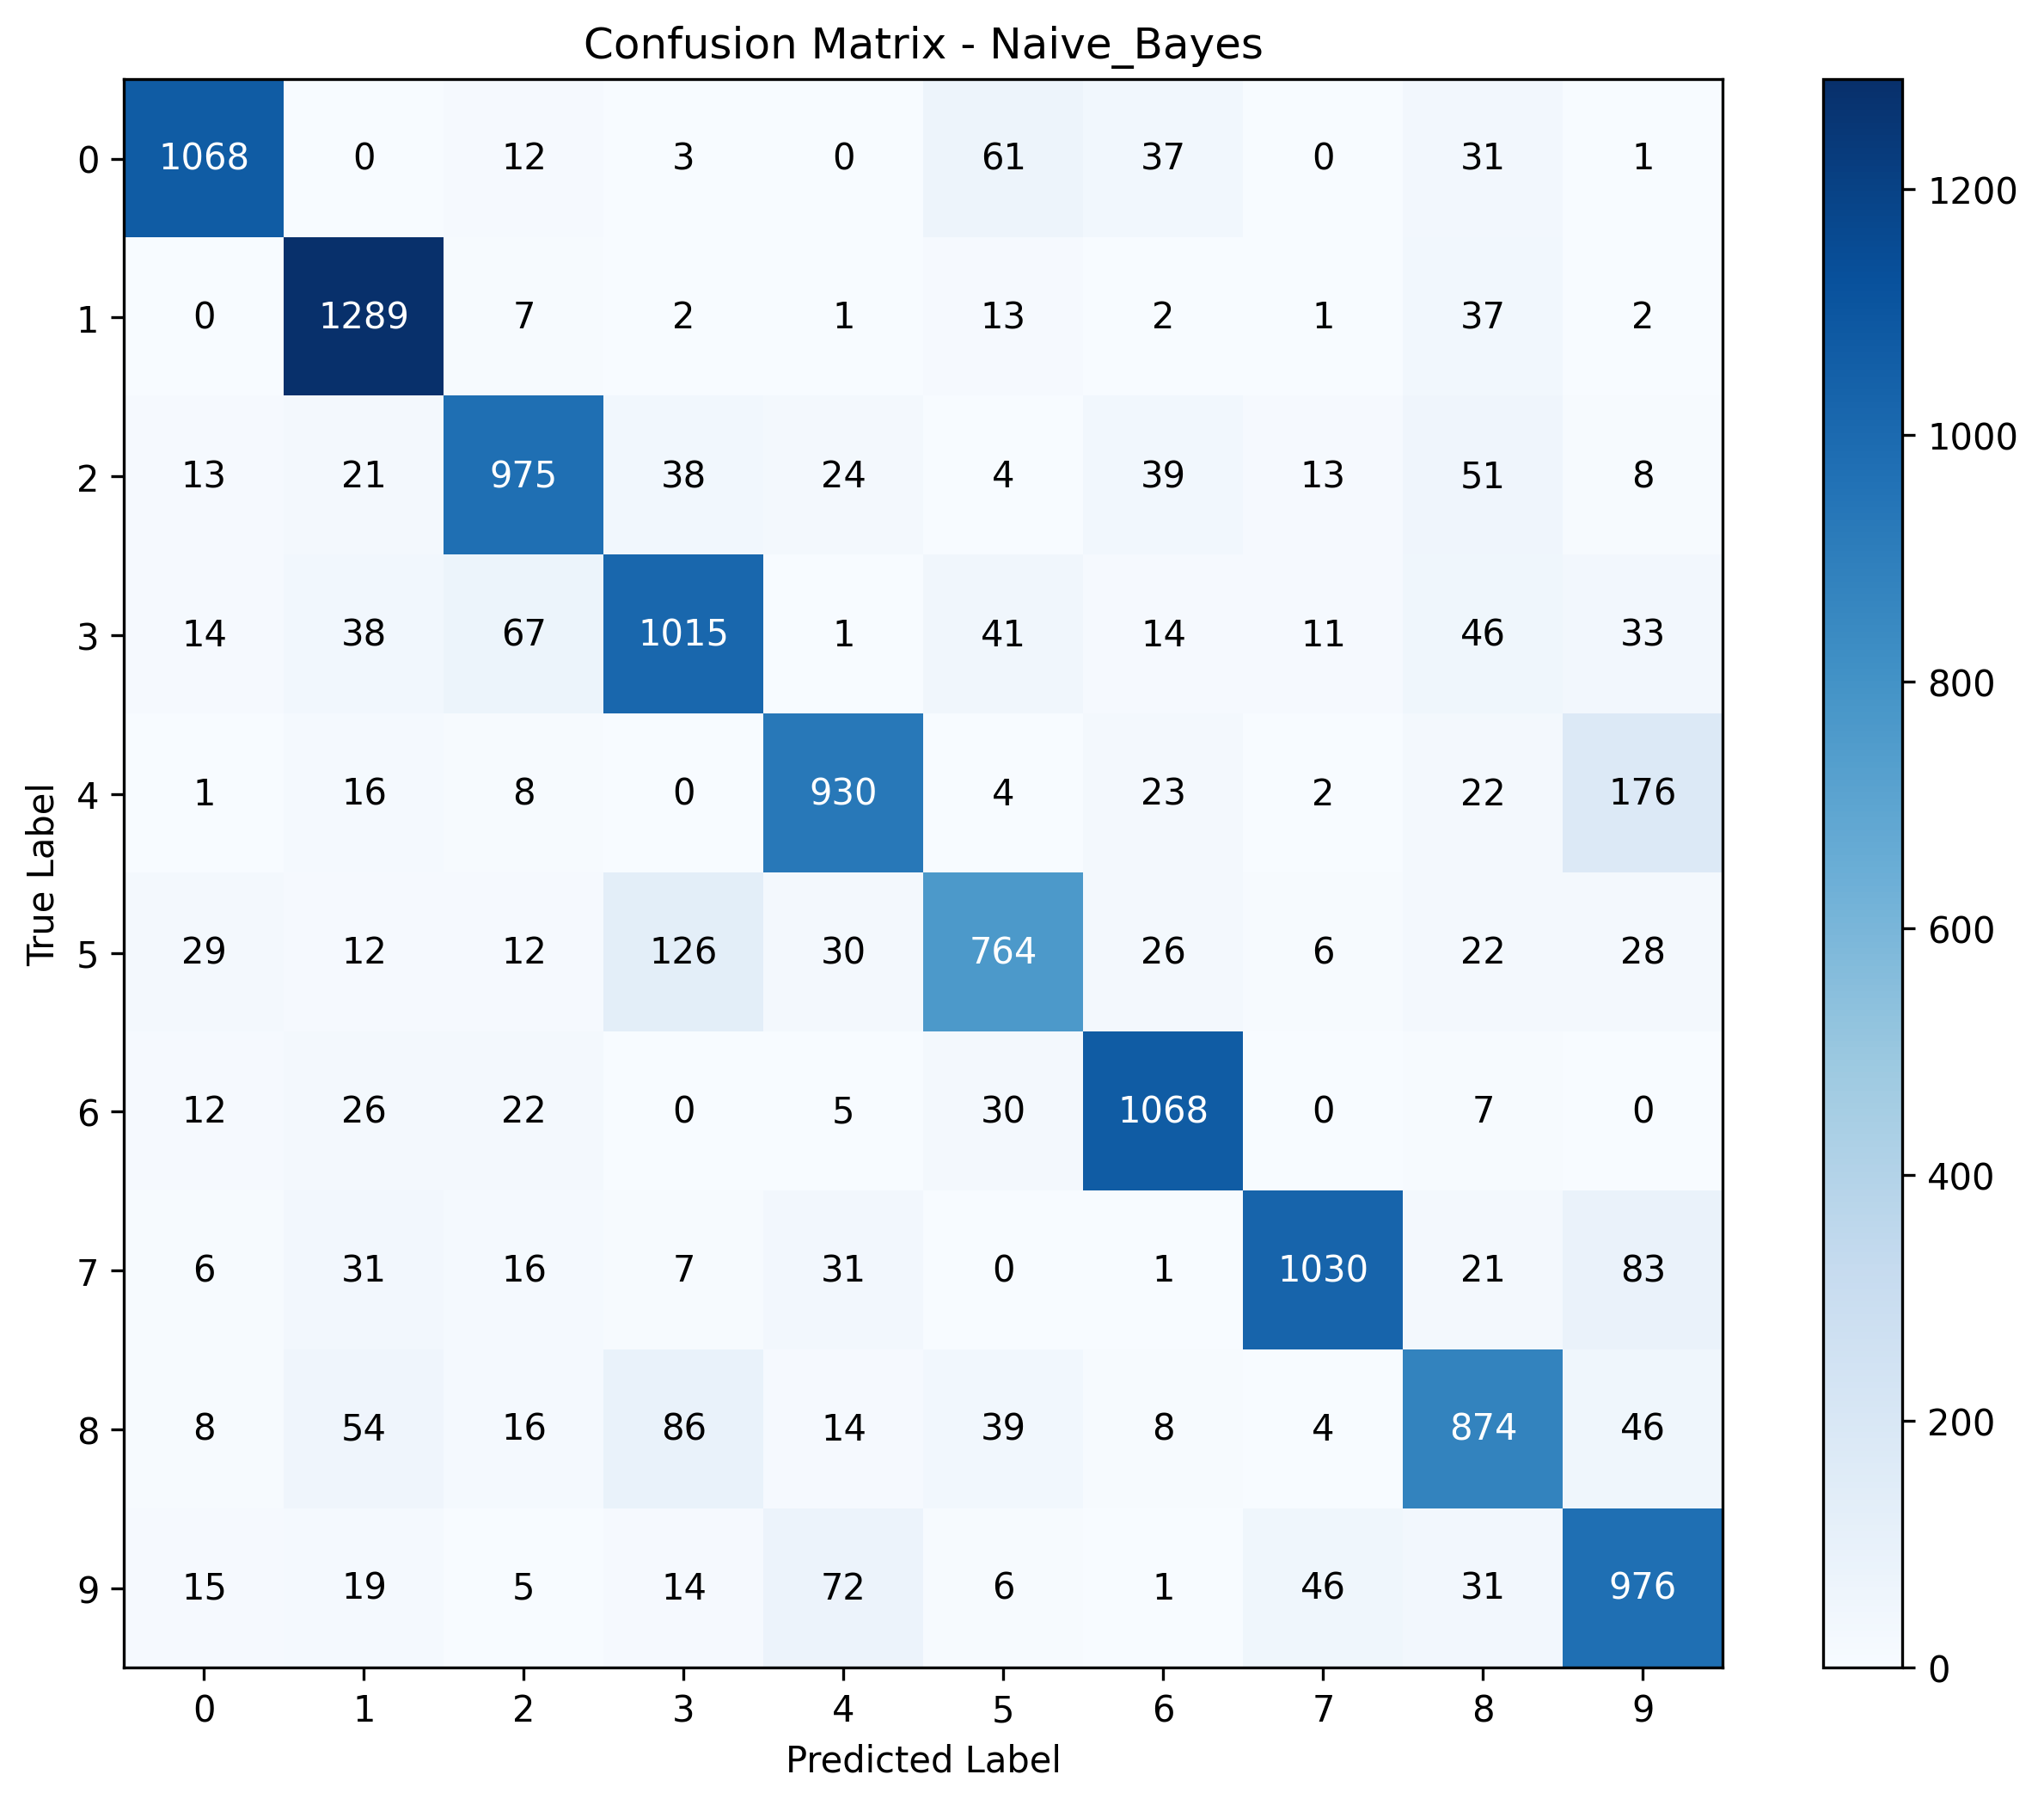 Confusion Matrix - Naive_Bayes
0 1068 0 12 3 0 61 37 0 31 1
1 0 1289 7 2 1 13 2 1 37 2
2 13 21 975 38 24 4 39 13 51 8
3 14 38 67 1015 1 41 14 11 46 33
4 1 16 8 0 930 4 23 2 22 176
5 29 12 12 126 30 764 26 6 22 28
6 12 26 22 0 5 30 1068 0 7 0
7 6 31 16 7 31 0 1 1030 21 83
8 8 54 16 86 14 39 8 4 874 46
9 15 19 5 14 72 6 1 46 31 976
0 1 2 3 4 5 6 7 8 9
Predicted Label
True Label
1200
1000
800
600
400
200
0